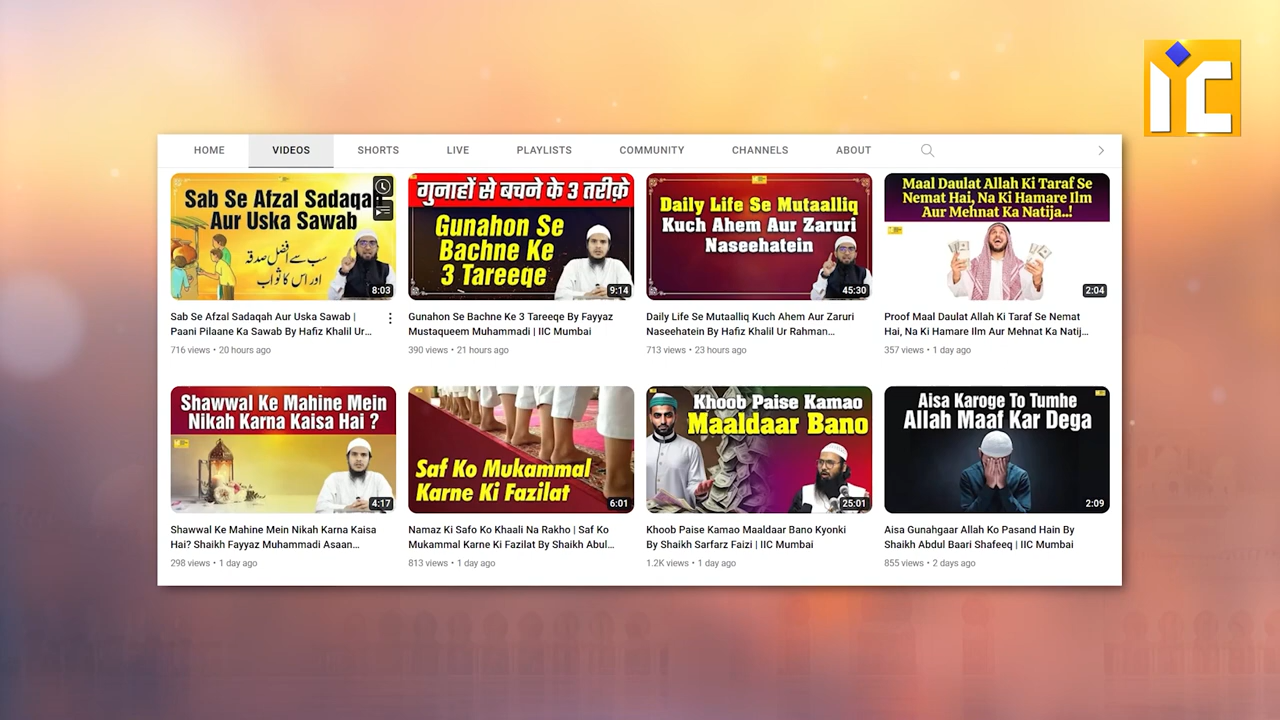 IC
HOME VIDEOS SHORTS LIVE PLAYLISTS COMMUNITY CHANNELS ABOUT
Sab Se Afzal Sadaqah
Aur Uska Sawab
سب سے افضل صدقہ
اور اس کا ثواب
8:03
गुनाहों से बचने के 3 तरीक़े
Gunahon Se
Bachne Ke
3 Tareeqe
9:14
Daily Life Se Mutaalliq
Kuch Ahem Aur Zaruri
Naseehatein
45:30
Maal Daulat Allah Ki Taraf Se
Nemat Hai, Na Ki Hamare Ilm
Aur Mehnat Ka Natija..!
2:04
Sab Se Afzal Sadaqah Aur Uska Sawab |
Paani Pilaane Ka Sawab By Hafiz Khalil Ur...
716 views • 20 hours ago
Gunahon Se Bachne Ke 3 Tareeqe By Fayyaz
Mustaqueem Muhammadi | IIC Mumbai
390 views • 21 hours ago
Daily Life Se Mutaalliq Kuch Ahem Aur Zaruri
Naseehatein By Hafiz Khalil Ur Rahman...
713 views • 23 hours ago
Proof Maal Daulat Allah Ki Taraf Se Nemat
Hai, Na Ki Hamare Ilm Aur Mehnat Ka Natij...
357 views • 1 day ago
Shawwal Ke Mahine Mein
Nikah Karna Kaisa Hai ?
4:17
Saf Ko Mukammal
Karne Ki Fazilat
6:01
Khoob Paise Kamao
Maaldaar Bano
25:01
Aisa Karoge To Tumhe
Allah Maaf Kar Dega
2:09
Shawwal Ke Mahine Mein Nikah Karna Kaisa
Hai? Shaikh Fayyaz Muhammadi Asaan...
298 views • 1 day ago
Namaz Ki Safo Ko Khaali Na Rakho | Saf Ko
Mukammal Karne Ki Fazilat By Shaikh Abul...
813 views • 1 day ago
Khoob Paise Kamao Maaldaar Bano Kyonki
By Shaikh Sarfarz Faizi | IIC Mumbai
1.2K views • 1 day ago
Aisa Gunahgaar Allah Ko Pasand Hain By
Shaikh Abdul Baari Shafeeq | IIC Mumbai
855 views • 2 days ago